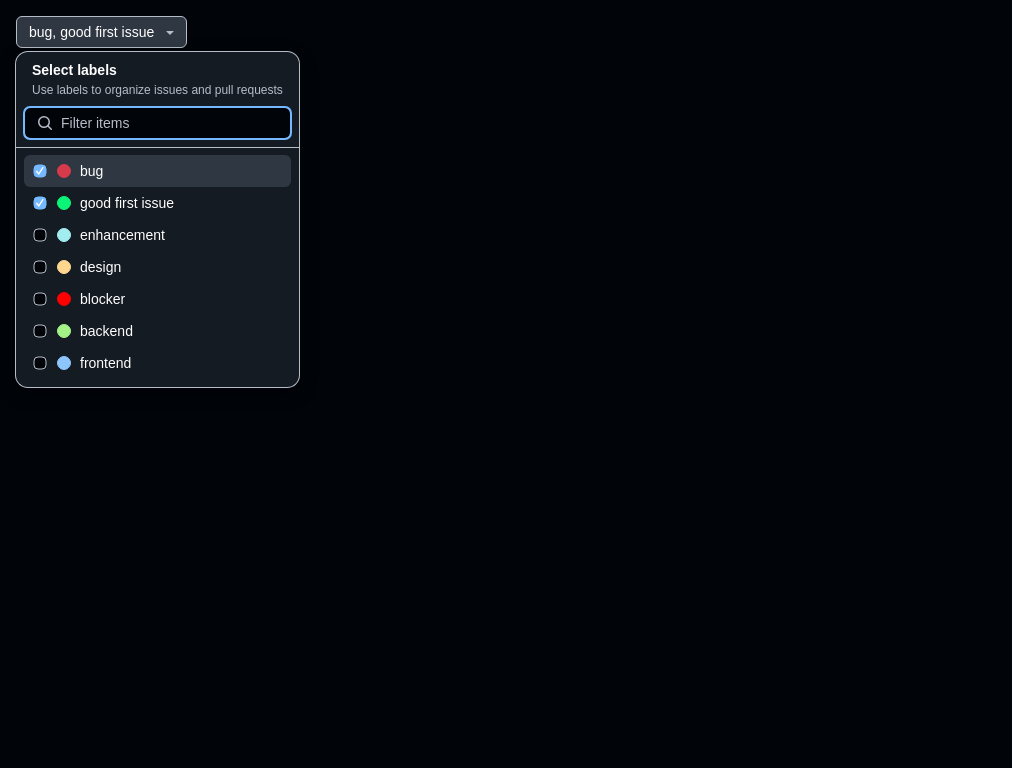 bug, good first issue
Select labels
Use labels to organize issues and pull requests
Filter items
bug
good first issue
enhancement
design
blocker
backend
frontend